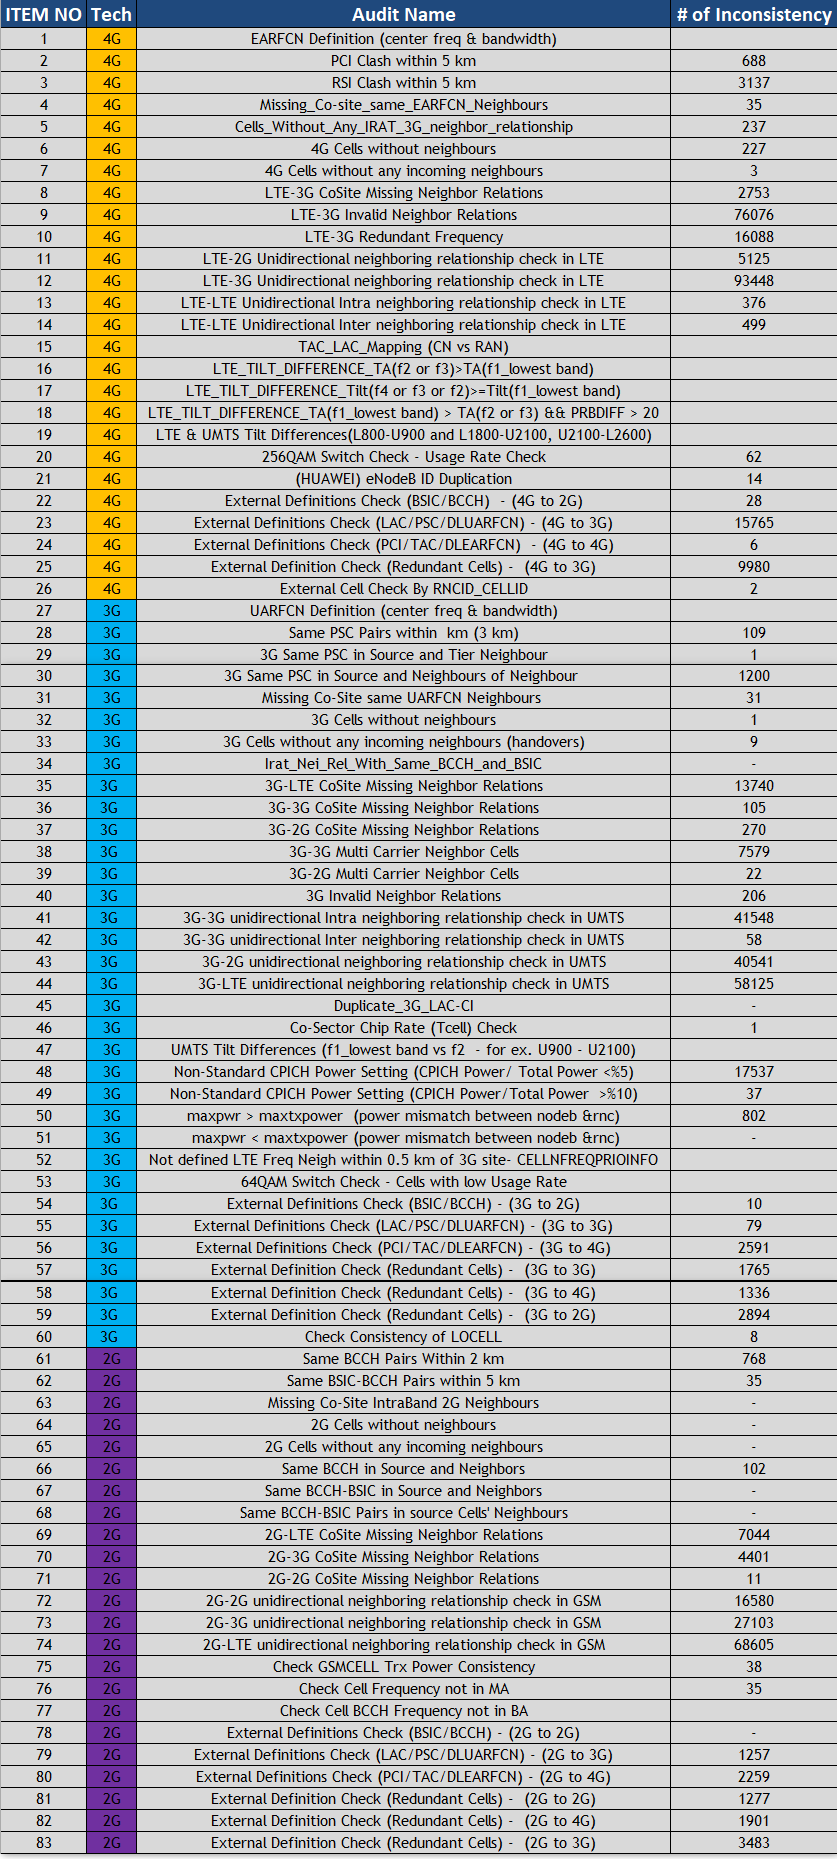 ITEM NO Tech Audit Name # of Inconsistency
1 4G EARFCN Definition (center freq & bandwidth)
2 4G PCI Clash within 5 km 688
3 4G RSI Clash within 5 km 3137
4 4G Missing_Co-site_same_EARFCN_Neighbours 35
5 4G Cells_Without_Any_IRAT_3G_neighbor_relationship 237
6 4G 4G Cells without neighbours 227
7 4G 4G Cells without any incoming neighbours 3
8 4G LTE-3G CoSite Missing Neighbor Relations 2753
9 4G LTE-3G Invalid Neighbor Relations 76076
10 4G LTE-3G Redundant Frequency 16088
11 4G LTE-2G Unidirectional neighboring relationship check in LTE 5125
12 4G LTE-3G Unidirectional neighboring relationship check in LTE 93448
13 4G LTE-LTE Unidirectional Intra neighboring relationship check in LTE 376
14 4G LTE-LTE Unidirectional Inter neighboring relationship check in LTE 499
15 4G TAC_LAC_Mapping (CN vs RAN)
16 4G LTE_TILT_DIFFERENCE_TA(f2 or f3)>TA(f1_lowest band)
17 4G LTE_TILT_DIFFERENCE_Tilt(f4 or f3 or f2)>=Tilt(f1_lowest band)
18 4G LTE_TILT_DIFFERENCE_TA(f1_lowest band) > TA(f2 or f3) && PRBDIFF > 20
19 4G LTE & UMTS Tilt Differences(L800-U900 and L1800-U2100, U2100-L2600)
20 4G 256QAM Switch Check - Usage Rate Check 62
21 4G (HUAWEI) eNodeB ID Duplication 14
22 4G External Definitions Check (BSIC/BCCH) - (4G to 2G) 28
23 4G External Definitions Check (LAC/PSC/DLUARFCN) - (4G to 3G) 15765
24 4G External Definitions Check (PCI/TAC/DLEARFCN) - (4G to 4G) 6
25 4G External Definition Check (Redundant Cells) - (4G to 3G) 9980
26 4G External Cell Check By RNCID_CELLID 2
27 3G UARFCN Definition (center freq & bandwidth)
28 3G Same PSC Pairs within km (3 km) 109
29 3G 3G Same PSC in Source and Tier Neighbour 1
30 3G 3G Same PSC in Source and Neighbours of Neighbour 1200
31 3G Missing Co-Site same UARFCN Neighbours 31
32 3G 3G Cells without neighbours 1
33 3G 3G Cells without any incoming neighbours (handovers) 9
34 3G Irat_Nei_Rel_With_Same_BCCH_and_BSIC -
35 3G 3G-LTE CoSite Missing Neighbor Relations 13740
36 3G 3G-3G CoSite Missing Neighbor Relations 105
37 3G 3G-2G CoSite Missing Neighbor Relations 270
38 3G 3G-3G Multi Carrier Neighbor Cells 7579
39 3G 3G-2G Multi Carrier Neighbor Cells 22
40 3G 3G Invalid Neighbor Relations 206
41 3G 3G-3G unidirectional Intra neighboring relationship check in UMTS 41548
42 3G 3G-3G unidirectional Inter neighboring relationship check in UMTS 58
43 3G 3G-2G unidirectional neighboring relationship check in UMTS 40541
44 3G 3G-LTE unidirectional neighboring relationship check in UMTS 58125
45 3G Duplicate_3G_LAC-CI -
46 3G Co-Sector Chip Rate (Tcell) Check 1
47 3G UMTS Tilt Differences (f1_lowest band vs f2 - for ex. U900 - U2100)
48 3G Non-Standard CPICH Power Setting (CPICH Power/ Total Power <%5) 17537
49 3G Non-Standard CPICH Power Setting (CPICH Power/Total Power >%10) 37
50 3G maxpwr > maxtxpower (power mismatch between nodeb &rnc) 802
51 3G maxpwr < maxtxpower (power mismatch between nodeb &rnc) -
52 3G Not defined LTE Freq Neigh within 0.5 km of 3G site- CELLNFREQPRIOINFO
53 3G 64QAM Switch Check - Cells with low Usage Rate
54 3G External Definitions Check (BSIC/BCCH) - (3G to 2G) 10
55 3G External Definitions Check (LAC/PSC/DLUARFCN) - (3G to 3G) 79
56 3G External Definitions Check (PCI/TAC/DLEARFCN) - (3G to 4G) 2591
57 3G External Definition Check (Redundant Cells) - (3G to 3G) 1765
58 3G External Definition Check (Redundant Cells) - (3G to 4G) 1336
59 3G External Definition Check (Redundant Cells) - (3G to 2G) 2894
60 3G Check Consistency of LOCELL 8
61 2G Same BCCH Pairs Within 2 km 768
62 2G Same BSIC-BCCH Pairs within 5 km 35
63 2G Missing Co-Site IntraBand 2G Neighbours -
64 2G 2G Cells without neighbours -
65 2G 2G Cells without any incoming neighbours -
66 2G Same BCCH in Source and Neighbors 102
67 2G Same BCCH-BSIC in Source and Neighbors -
68 2G Same BCCH-BSIC Pairs in source Cells' Neighbours -
69 2G 2G-LTE CoSite Missing Neighbor Relations 7044
70 2G 2G-3G CoSite Missing Neighbor Relations 4401
71 2G 2G-2G CoSite Missing Neighbor Relations 11
72 2G 2G-2G unidirectional neighboring relationship check in GSM 16580
73 2G 2G-3G unidirectional neighboring relationship check in GSM 27103
74 2G 2G-LTE unidirectional neighboring relationship check in GSM 68605
75 2G Check GSMCELL Trx Power Consistency 38
76 2G Check Cell Frequency not in MA 35
77 2G Check Cell BCCH Frequency not in BA
78 2G External Definitions Check (BSIC/BCCH) - (2G to 2G) -
79 2G External Definitions Check (LAC/PSC/DLUARFCN) - (2G to 3G) 1257
80 2G External Definitions Check (PCI/TAC/DLEARFCN) - (2G to 4G) 2259
81 2G External Definition Check (Redundant Cells) - (2G to 2G) 1277
82 2G External Definition Check (Redundant Cells) - (2G to 4G) 1901
83 2G External Definition Check (Redundant Cells) - (2G to 3G) 3483